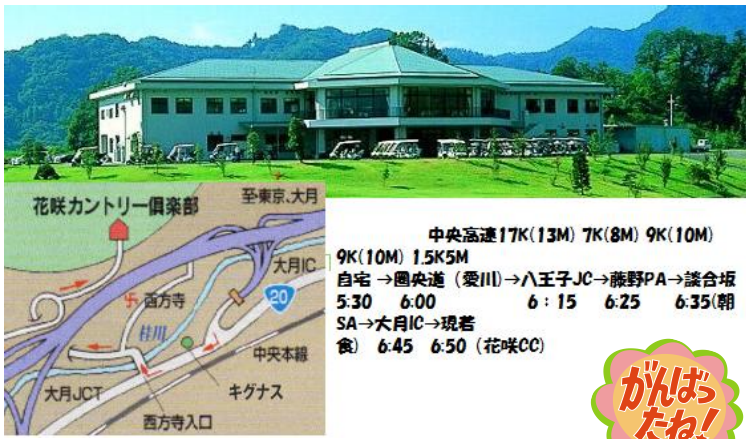 花咲カントリー倶楽部
至・東京、大月
大月IC
20
卍 西方寺
桂川
中央本線
大月JCT
キグナス
西方寺入口
中央高速17K(13M) 7K(8M) 9K(10M)
9K(10M) 1.5K5M
自宅 →圏央道（愛川)→八王子JC→藤野PA→談合坂
5:30 6:00 6：15 6:25 6:35(朝
SA→大月IC→現着
食) 6:45 6:50（花咲CC)
がんばっ
たね!